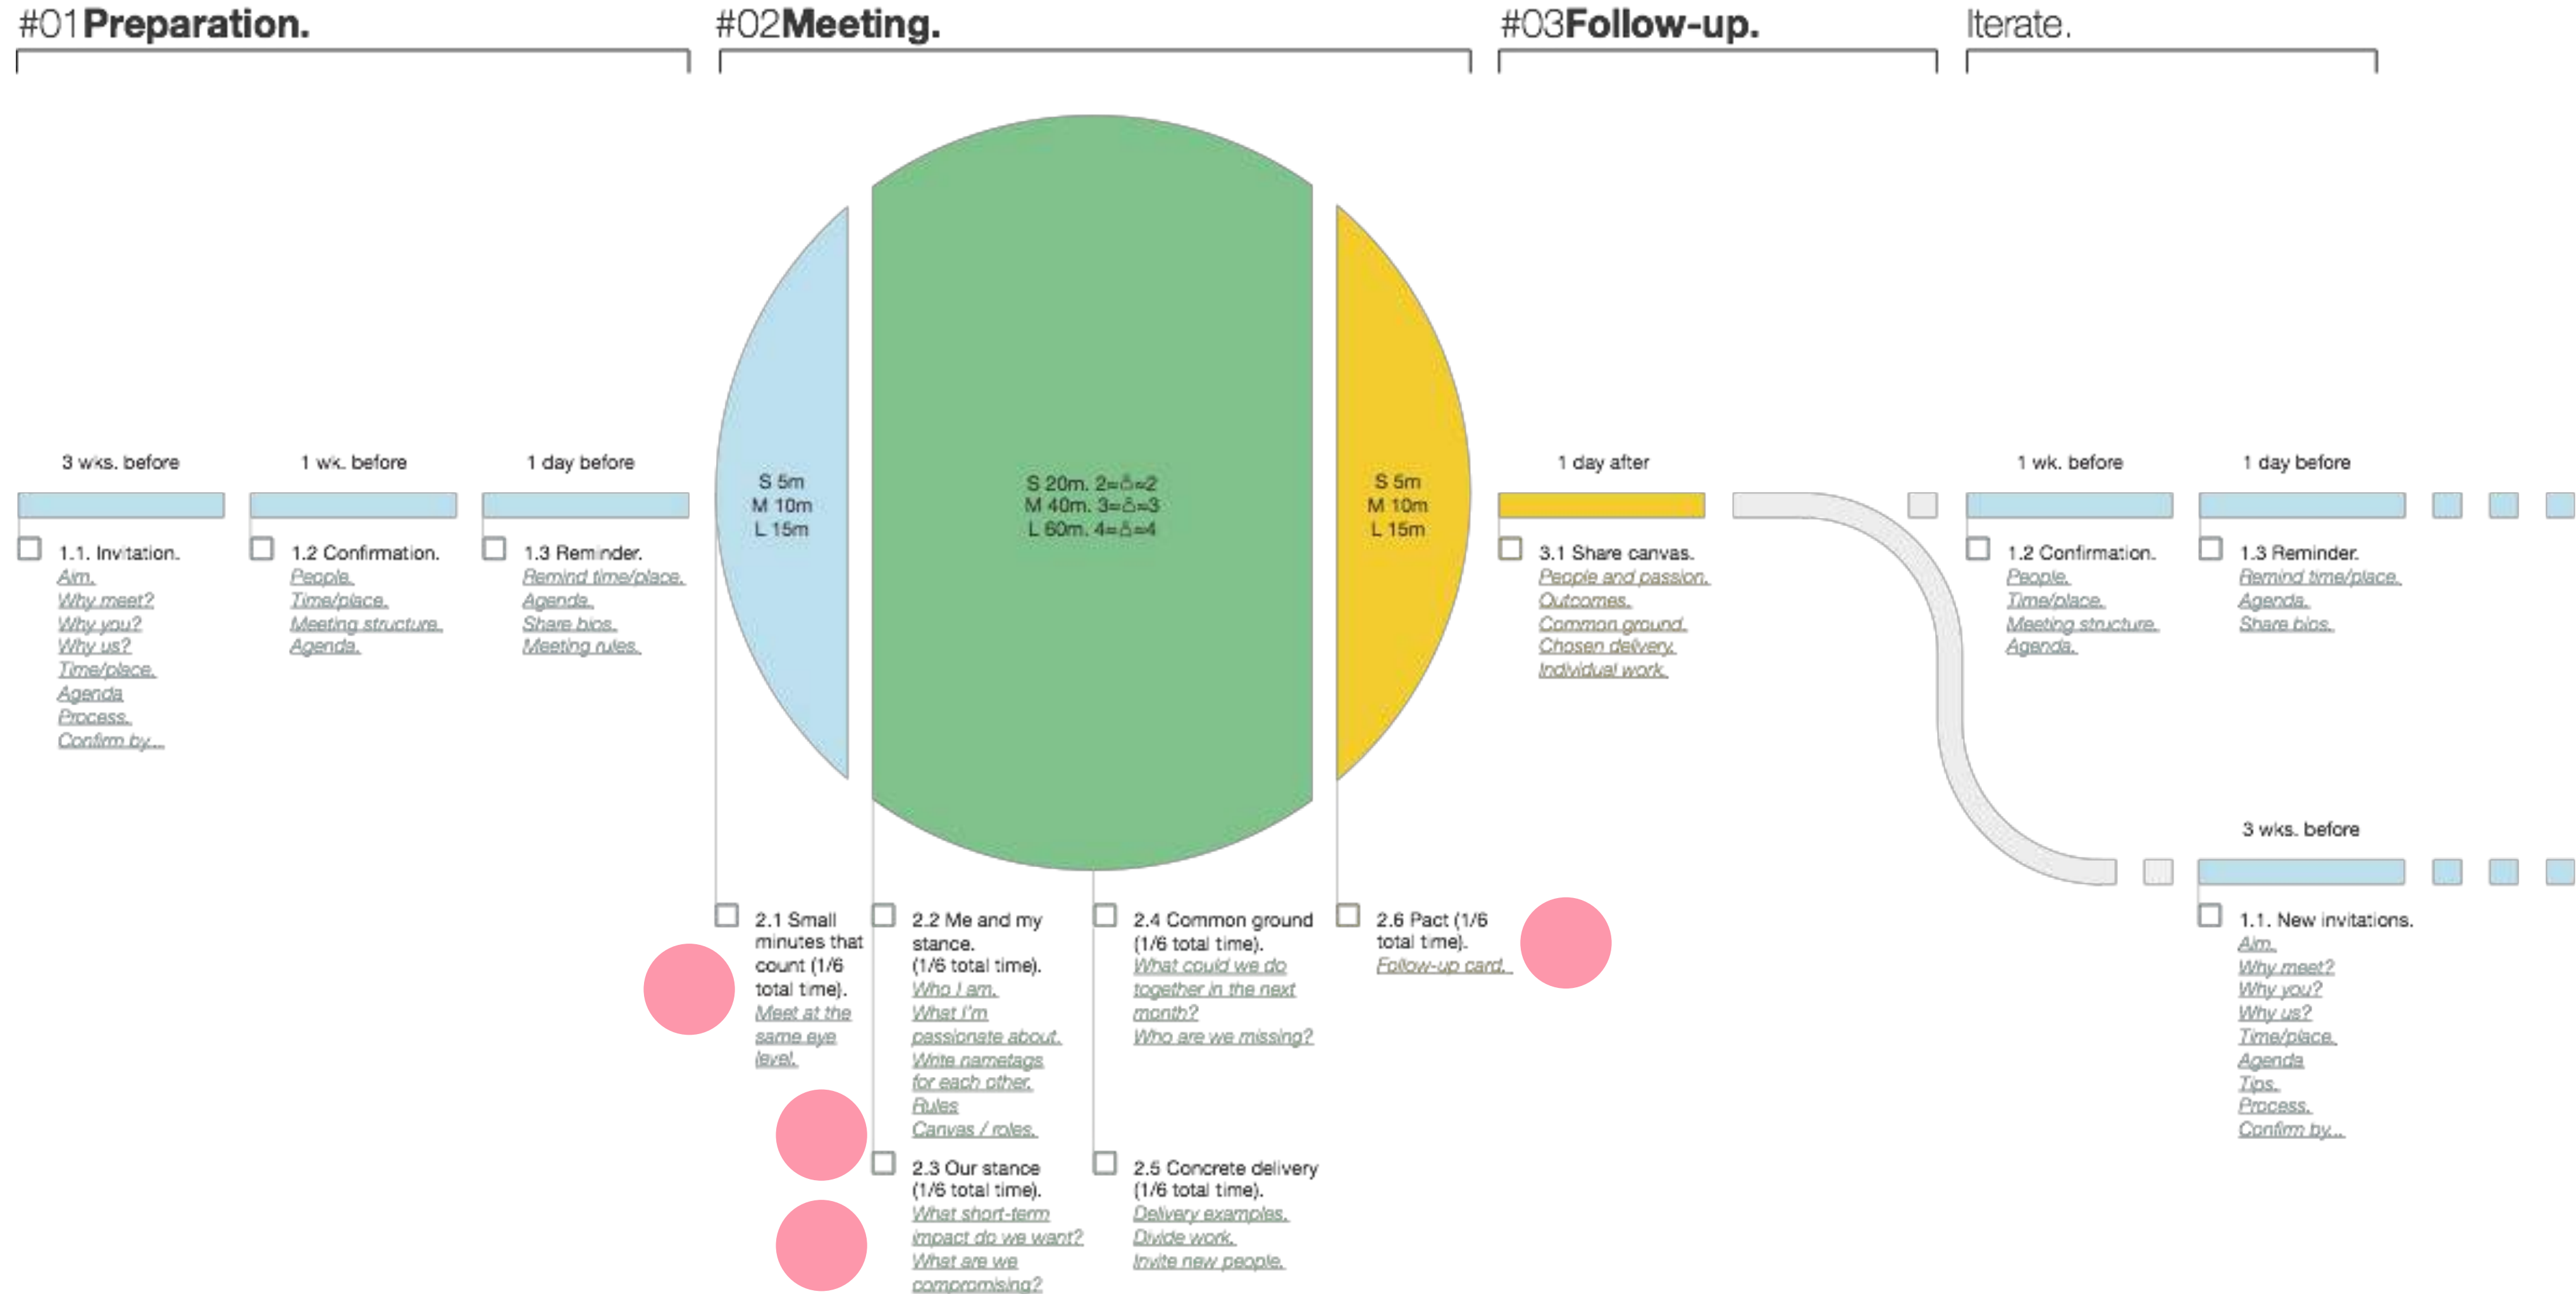 #01Preparation.
#02Meeting.
#03Follow-up.
Iterate.
3 wks. before
1.1. Invitation.
Aim.
Why meet?
Why you?
Why us?
Time/place.
Agenda
Process.
Confirm by...
1 wk. before
1.2 Confirmation.
People.
Time/place.
Meeting structure.
Agenda.
1 day before
1.3 Reminder.
Remind time/place.
Agenda.
Share bios.
Meeting rules.
S 5m
M 10m
L 15m
S 20m. 2=
=2
M 40m. 3=
=3
L 60m. 4=
=4
S 5m
M 10m
L 15m
2.1 Small
minutes that
count (1/6
total time).
Meet at the
same eye
level.
2.2 Me and my
stance.
(1/6 total time).
Who I am.
What I'm
passionate about.
Write nametags
for each other.
Rules
Canvas / roles.
2.3 Our stance
(1/6 total time).
What short-term
impact do we want?
What are we
compromising?
2.4 Common ground
(1/6 total time).
What could we do
together in the next
month?
Who are we missing?
2.5 Concrete delivery
(1/6 total time).
Delivery examples.
Divide work.
Invite new people.
2.6 Pact (1/6
total time).
Follow-up card.
1 day after
3.1 Share canvas.
People and passion.
Outcomes.
Common ground.
Chosen delivery.
Individual work.
1 wk. before
1.2 Confirmation.
People.
Time/place.
Meeting structure.
Agenda.
1 day before
1.3 Reminder.
Remind time/place.
Agenda.
Share bios.
3 wks. before
1.1. New invitations.
Aim.
Why meet?
Why you?
Why us?
Time/place.
Agenda
Tips.
Process.
Confirm by...